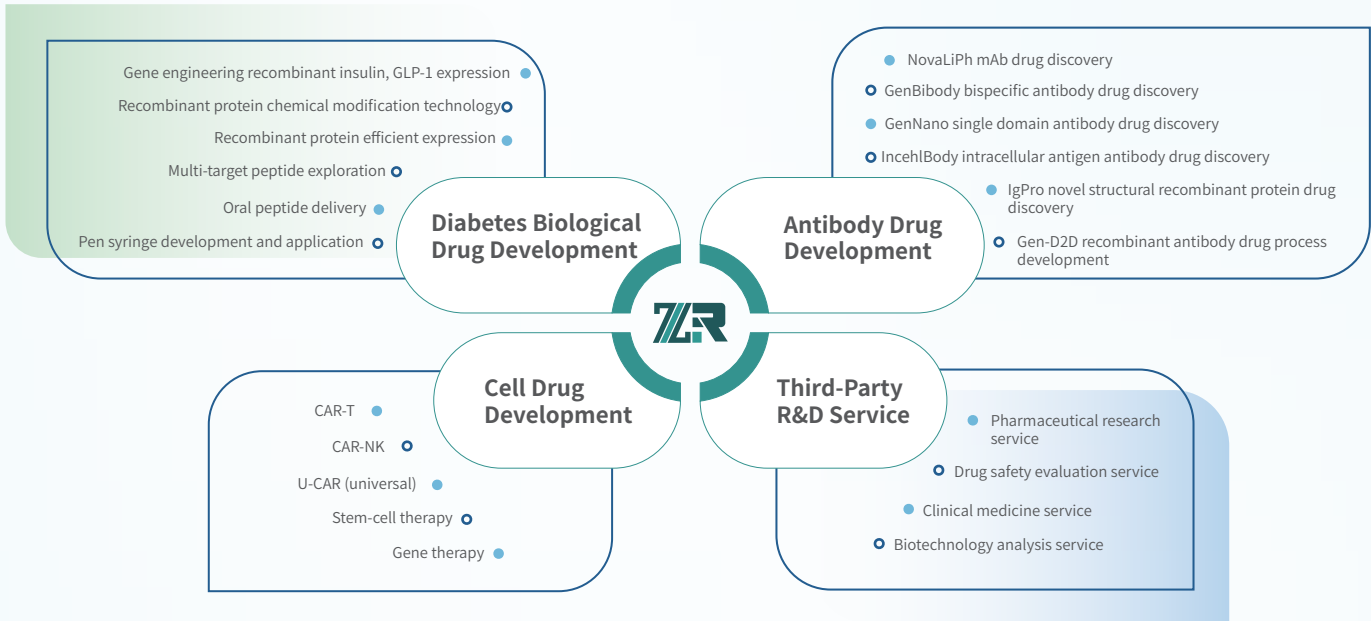 Gene engineering recombinant insulin, GLP-1 expression
Recombinant protein chemical modification technology
Recombinant protein efficient expression
Multi-target peptide exploration
Oral peptide delivery
Pen syringe development and application
Diabetes Biological
Drug Development
NovaLiPh mAb drug discovery
GenBibody bispecific antibody drug discovery
GenNano single domain antibody drug discovery
IncehlBody intracellular antigen antibody drug discovery
IgPro novel structural recombinant protein drug
discovery
Gen-D2D recombinant antibody drug process
development
Antibody Drug
Development
Cell Drug
Development
CAR-T
CAR-NK
U-CAR (universal)
Stem-cell therapy
Gene therapy
Third-Party
R&D Service
Pharmaceutical research
service
Drug safety evaluation service
Clinical medicine service
Biotechnology analysis service